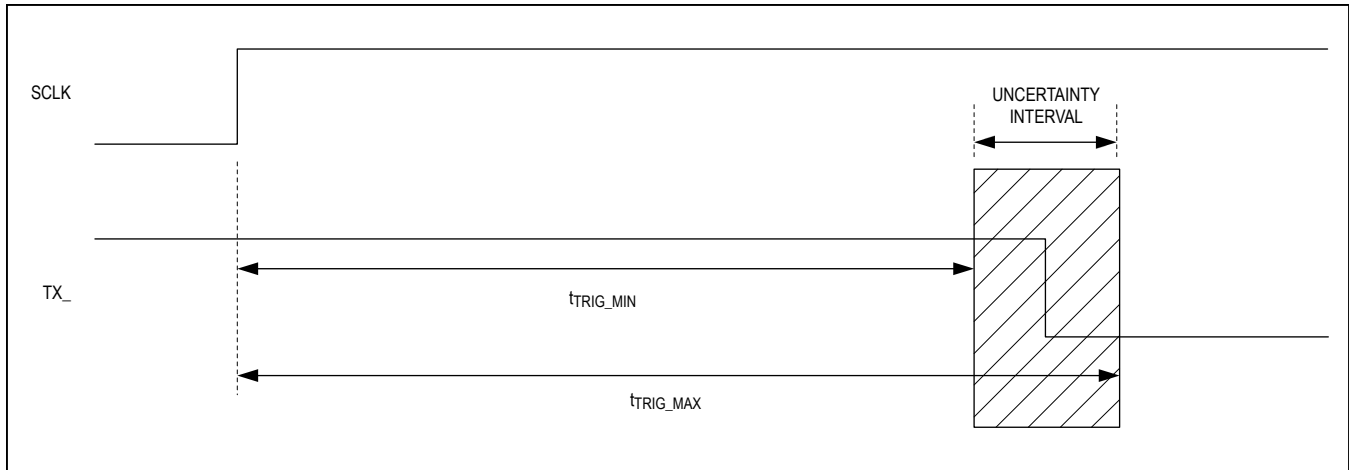 SCLK
UNCERTAINTY
INTERVAL
TX_
tTRIG_MIN
tTRIG_MAX